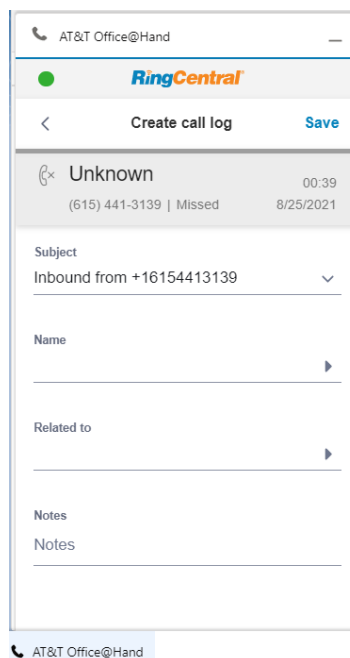 AT&T Office@Hand
RingCentral
Create call log Save
Unknown 00:39
(615) 441-3139 | Missed 8/25/2021
Subject
Inbound from +16154413139
Name
Related to
Notes
Notes
AT&T Office@Hand